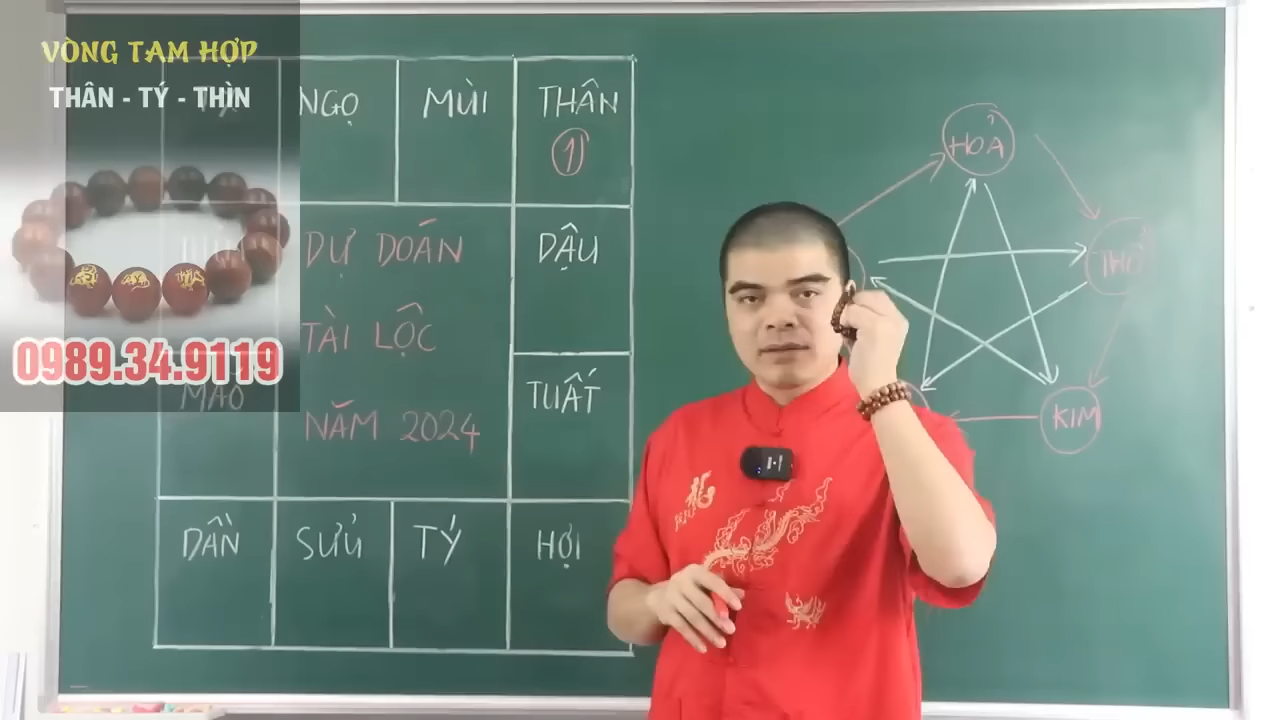 VÒNG TAM HỢP
THÂN - TÝ - THÌN
0989.34.9119
NGỌ
MÙI
THÂN
1
DẬU
TUẤT
MÃO
DẦN
SỬU
TÝ
HỢI
DỰ ĐOÁN
TÀI LỘC
NĂM 2024
HỎA
THỔ
KIM